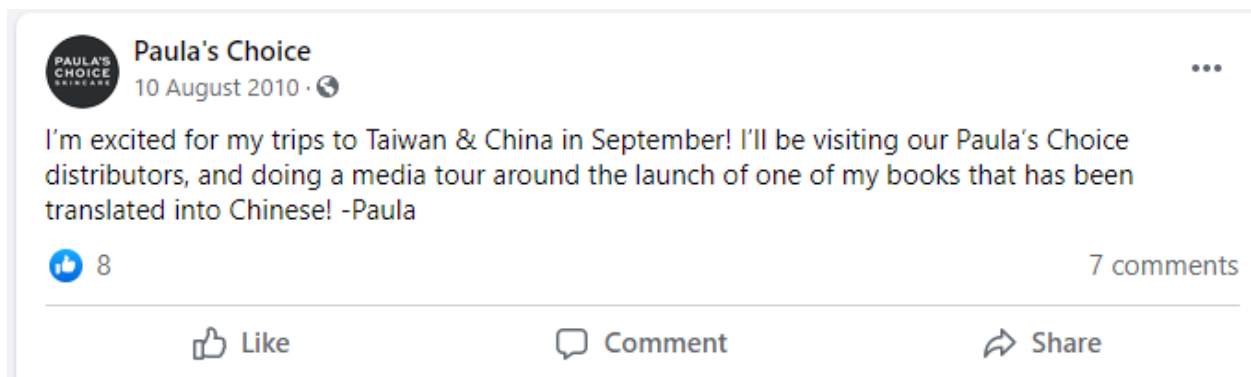 PAULA'S
CHOICE
SKINCARE
Paula's Choice
10 August 2010 ·
I'm excited for my trips to Taiwan & China in September! I'll be visiting our Paula's Choice
distributors, and doing a media tour around the launch of one of my books that has been
translated into Chinese! -Paula
8
7 comments
Like
Comment
Share